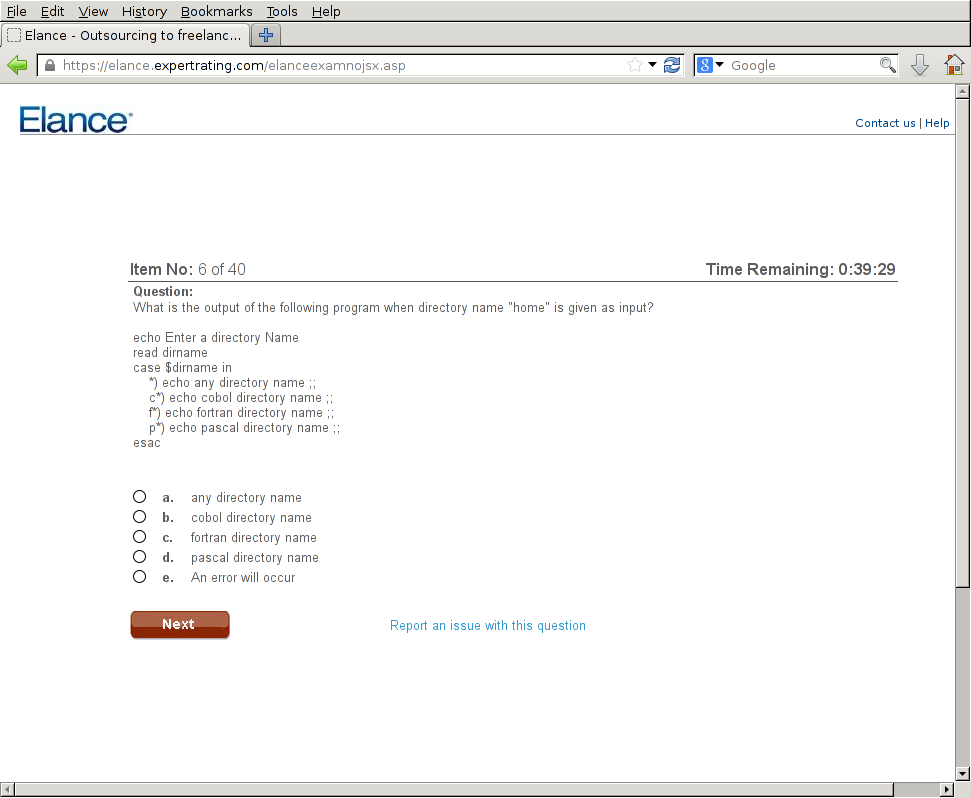 File Edit View History Bookmarks Tools Help
Elance - Outsourcing to freelanc...
https://elance.expertrating.com/elanceexamnojsx.asp
8 Google
Elance
Contact us | Help
Item No: 6 of 40 Time Remaining: 0:39:29
Question:
What is the output of the following program when directory name "home" is given as input?
echo Enter a directory Name
read dirname
case $dirname in
*) echo any directory name ;;
c*) echo cobol directory name ;;
f*) echo fortran directory name ;;
p*) echo pascal directory name ;;
esac
a. any directory name
b. cobol directory name
c. fortran directory name
d. pascal directory name
e. An error will occur
Next Report an issue with this question